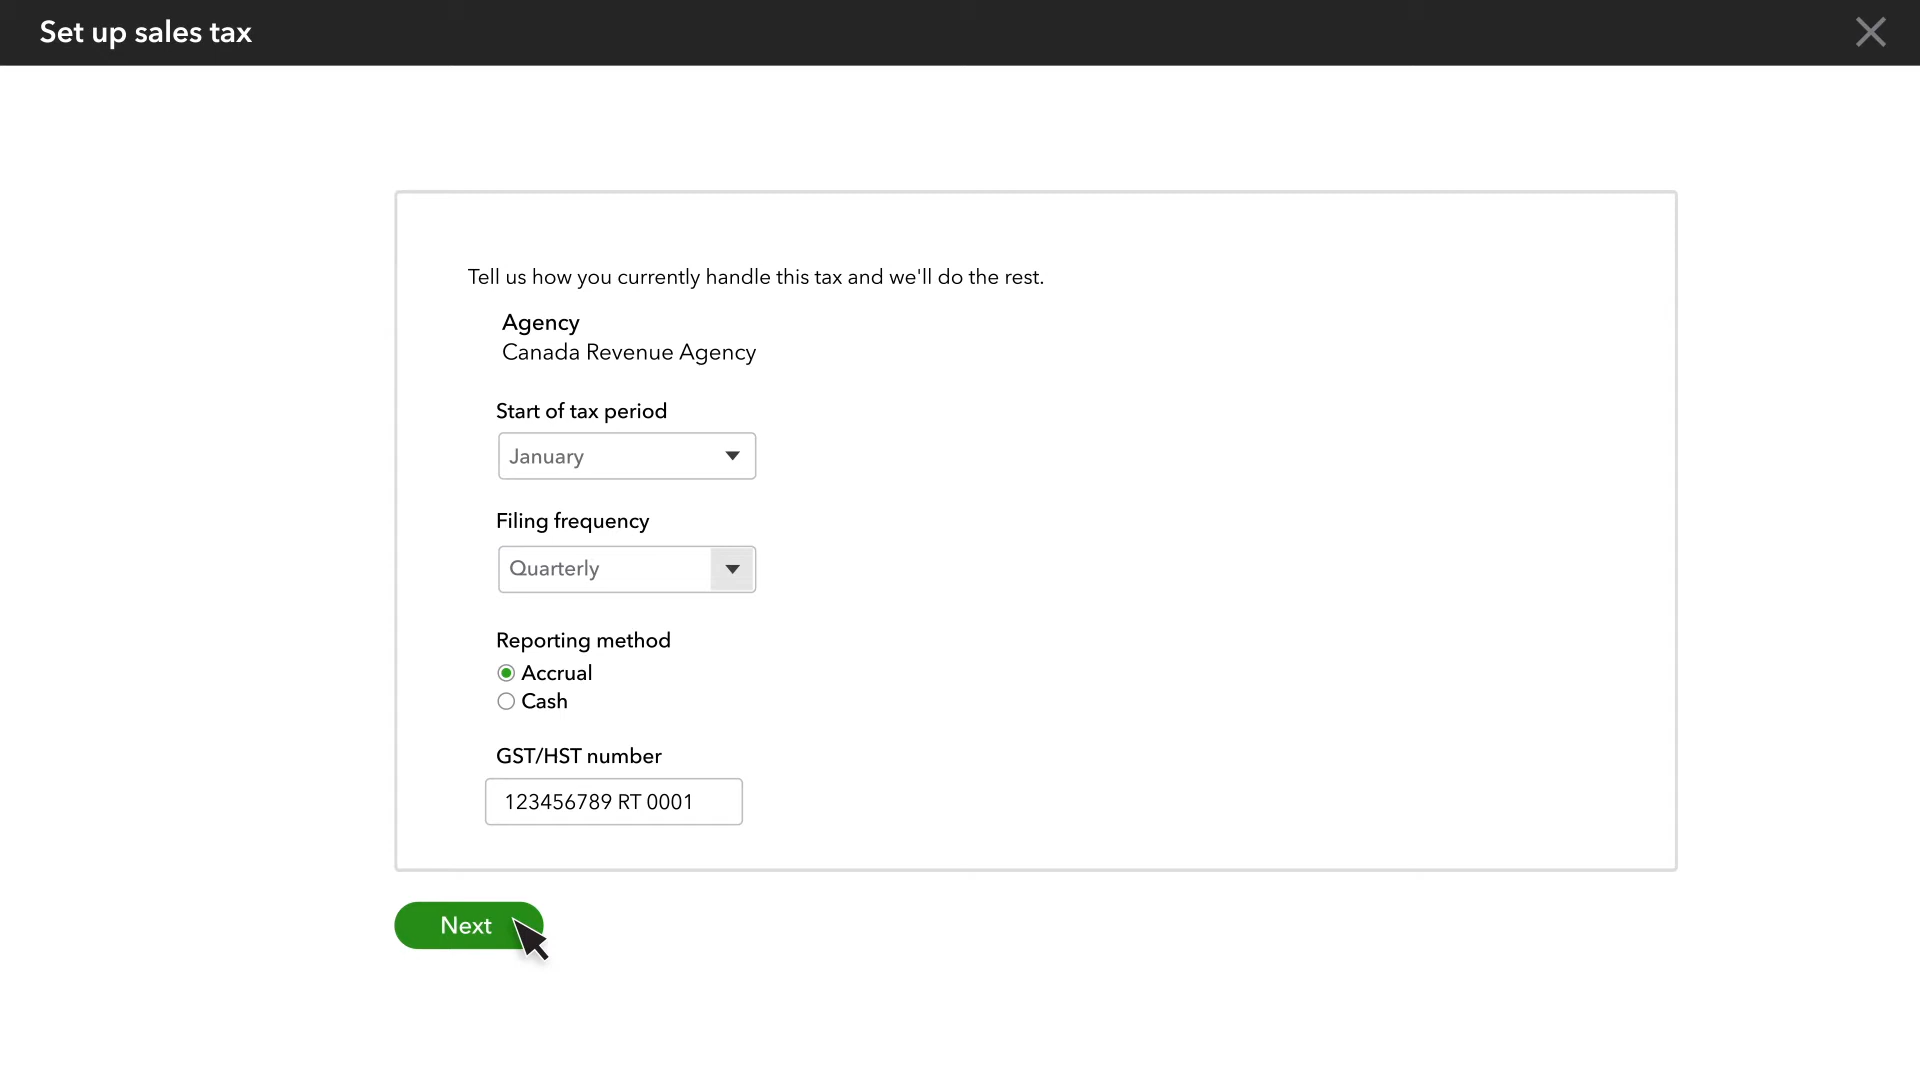 Set up sales tax
Tell us how you currently handle this tax and we'll do the rest.
Agency
Canada Revenue Agency
Start of tax period
January
Filing frequency
Quarterly
Reporting method
Accrual
Cash
GST/HST number
123456789 RT 0001
Next